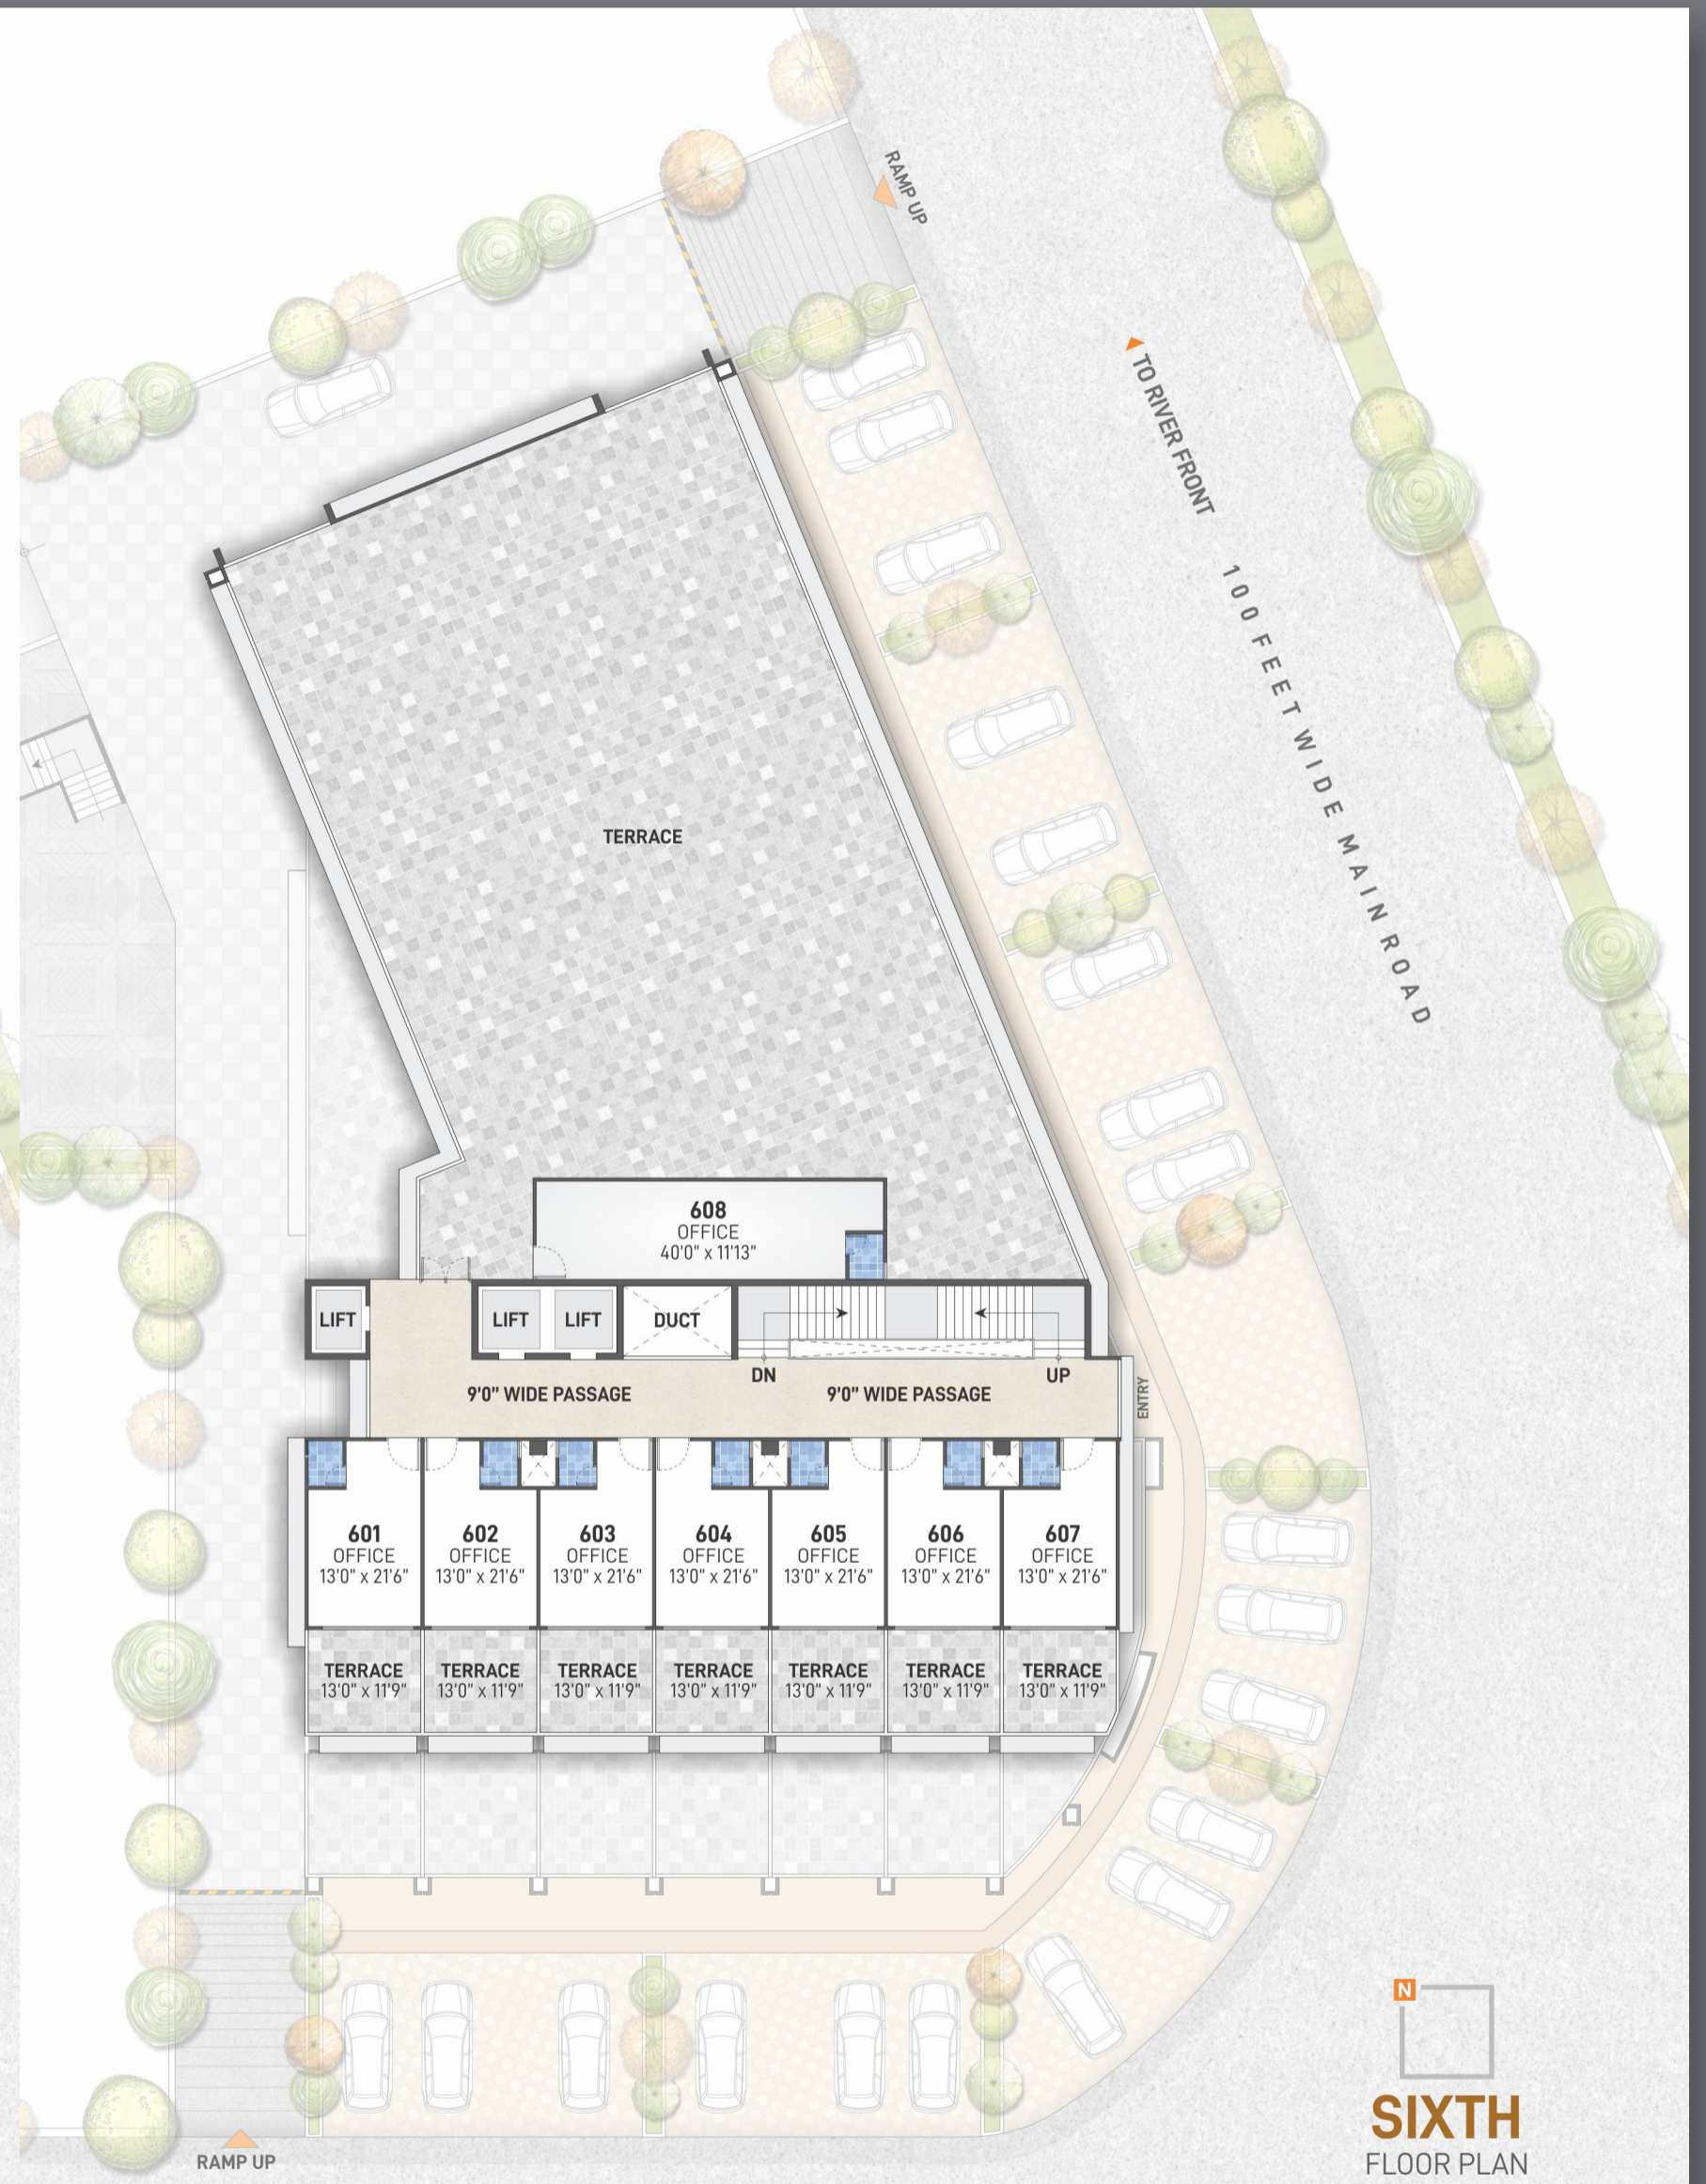 RAMP UP
TO RIVER FRONT
100 FEET WIDE MAIN ROAD
TERRACE
608
OFFICE
40'0" x 11'13"
LIFT
LIFT
LIFT
DUCT
DN
UP
9'0" WIDE PASSAGE
9'0" WIDE PASSAGE
ENTRY
601
OFFICE
13'0" x 21'6"
602
OFFICE
13'0" x 21'6"
603
OFFICE
13'0" x 21'6"
604
OFFICE
13'0" x 21'6"
605
OFFICE
13'0" x 21'6"
606
OFFICE
13'0" x 21'6"
607
OFFICE
13'0" x 21'6"
TERRACE
13'0" x 11'9"
TERRACE
13'0" x 11'9"
TERRACE
13'0" x 11'9"
TERRACE
13'0" x 11'9"
TERRACE
13'0" x 11'9"
TERRACE
13'0" x 11'9"
TERRACE
13'0" x 11'9"
N
SIXTH
FLOOR PLAN
RAMP UP